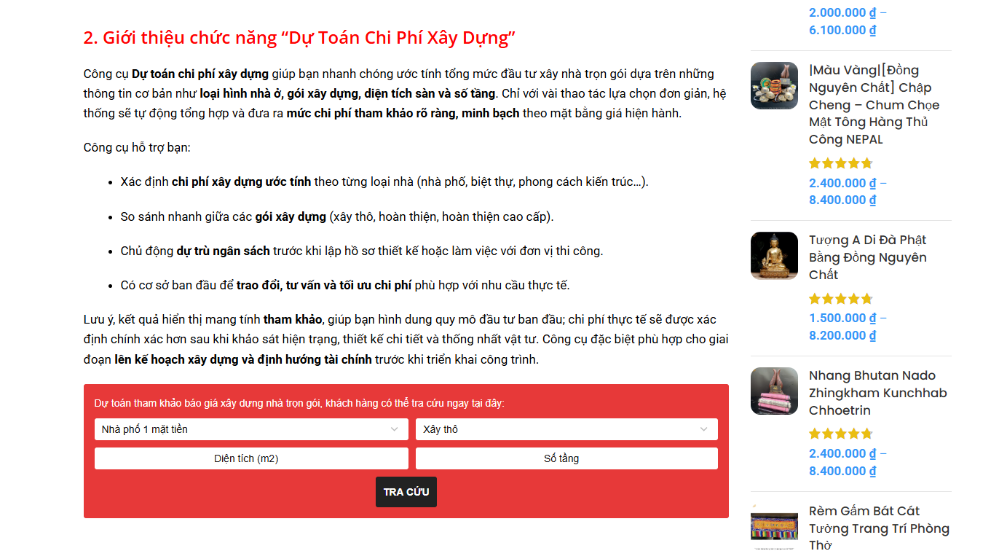 2. Giới thiệu chức năng “Dự Toán Chi Phí Xây Dựng”
Công cụ Dự toán chi phí xây dựng giúp bạn nhanh chóng ước tính tổng mức đầu tư xây nhà trọn gói dựa trên những
thông tin cơ bản như loại hình nhà ở, gói xây dựng, diện tích sàn và số tầng. Chỉ với vài thao tác lựa chọn đơn giản, hệ
thống sẽ tự động tổng hợp và đưa ra mức chi phí tham khảo rõ ràng, minh bạch theo mặt bằng giá hiện hành.
Công cụ hỗ trợ bạn:
• Xác định chi phí xây dựng ước tính theo từng loại nhà (nhà phố, biệt thự, phong cách kiến trúc…).
• So sánh nhanh giữa các gói xây dựng (xây thô, hoàn thiện, hoàn thiện cao cấp).
• Chủ động dự trù ngân sách trước khi lập hồ sơ thiết kế hoặc làm việc với đơn vị thi công.
• Có cơ sở ban đầu để trao đổi, tư vấn và tối ưu chi phí phù hợp với nhu cầu thực tế.
Lưu ý, kết quả hiển thị mang tính tham khảo, giúp bạn hình dung quy mô đầu tư ban đầu; chi phí thực tế sẽ được xác
định chính xác hơn sau khi khảo sát hiện trạng, thiết kế chi tiết và thống nhất vật tư. Công cụ đặc biệt phù hợp cho giai
đoạn lên kế hoạch xây dựng và định hướng tài chính trước khi triển khai công trình.
Dự toán tham khảo báo giá xây dựng nhà trọn gói, khách hàng có thể tra cứu ngay tại đây:
Nhà phố 1 mặt tiền
Xây thô
Diện tích (m2)
Số tầng
TRA CỨU
2.000.000 ₫ –
6.100.000 ₫
|Màu Vàng|[Đồng
Nguyên Chất] Chập
Cheng – Chum Chọe
Mật Tông Hàng Thủ
Công NEPAL
2.400.000 ₫ –
8.400.000 ₫
Tượng A Di Đà Phật
Bằng Đồng Nguyên
Chất
1.500.000 ₫ –
8.200.000 ₫
Nhang Bhutan Nado
Zhingkham Kunchhab
Chhoetrin
2.400.000 ₫ –
8.400.000 ₫
Rèm Gấm Bát Cát
Tường Trang Trí Phòng
Thờ